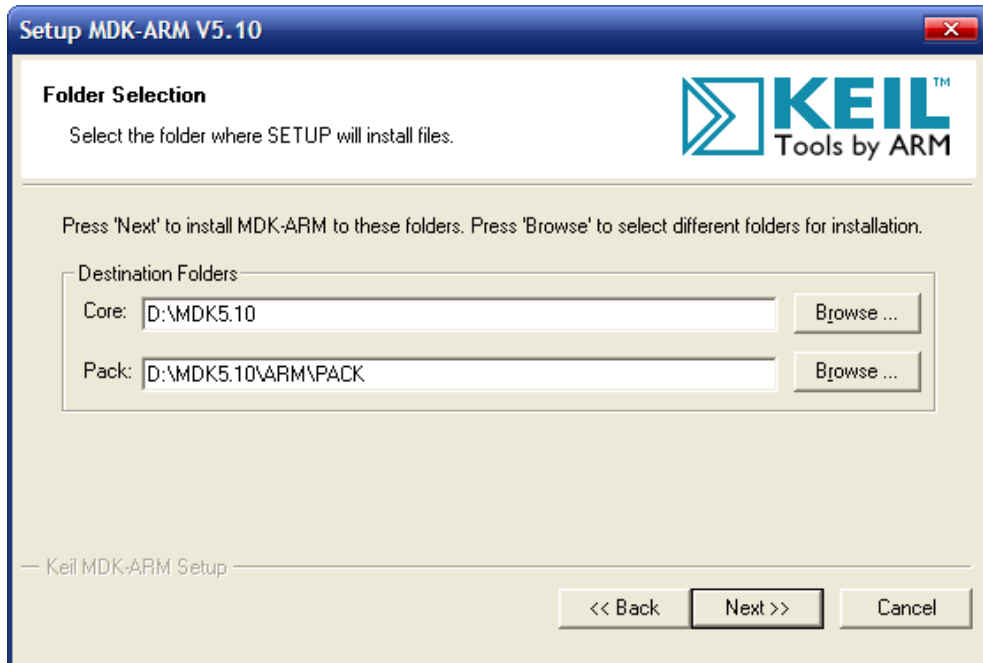 Setup MDK-ARM V5.10
Folder Selection
Select the folder where SETUP will install files.
KEIL™
Tools by ARM
Press 'Next' to install MDK-ARM to these folders. Press 'Browse' to select different folders for installation.
Destination Folders
Core: D:\MDK5.10 Browse ...
Pack: D:\MDK5.10\ARM\PACK Browse ...
Keil MDK-ARM Setup
<< Back Next >> Cancel